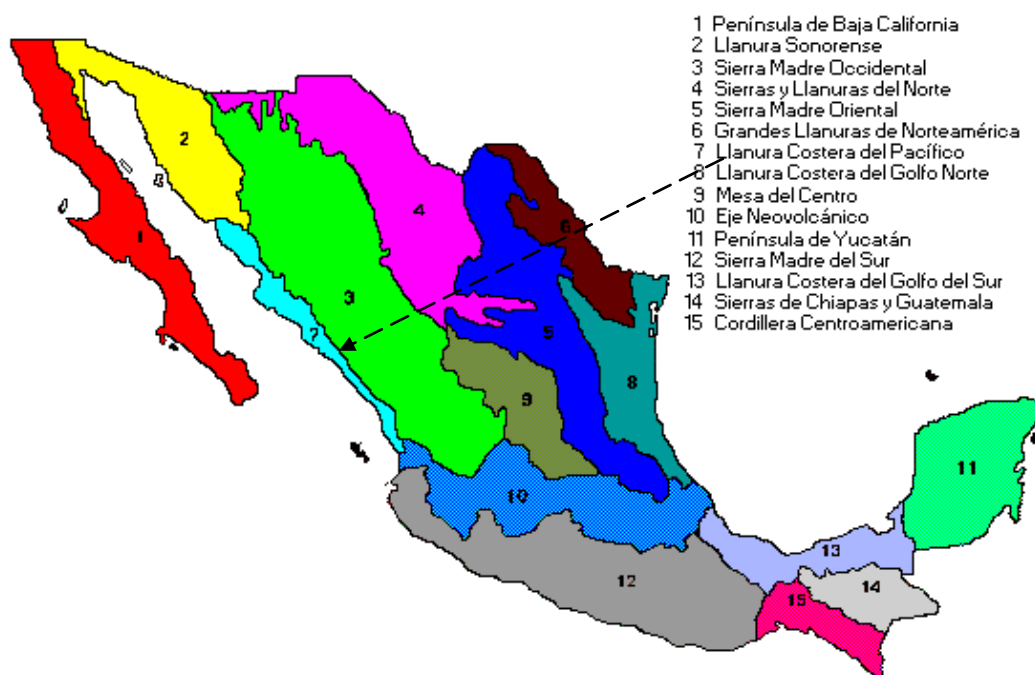 1 Península de Baja California
2 Llanura Sonorense
3 Sierra Madre Occidental
4 Sierras y Llanuras del Norte
5 Sierra Madre Oriental
6 Grandes Llanuras de Norteamérica
7 Llanura Costera del Pacífico
8 Llanura Costera del Golfo Norte
9 Mesa del Centro
10 Eje Neovolcánico
11 Península de Yucatán
12 Sierra Madre del Sur
13 Llanura Costera del Golfo del Sur
14 Sierras de Chiapas y Guatemala
15 Cordillera Centroamericana
2
4
6
1
3
7
5
8
9
11
10
13
12
14
15